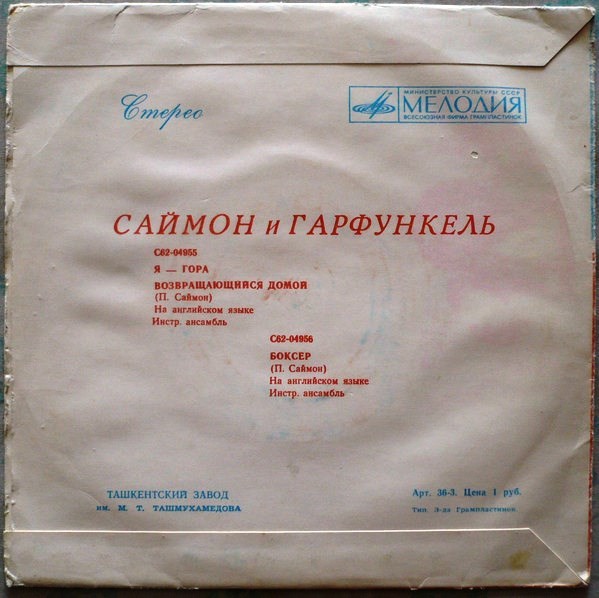 Стерео
МИНИСТЕРСТВО КУЛЬТУРЫ СССР
МЕЛОДИЯ
ВСЕСОЮЗНАЯ ФИРМА ГРАМПЛАСТИНОК
САЙМОН и ГАРФУНКЕЛЬ
С62-04955
Я — ГОРА
ВОЗВРАЩАЮЩИЙСЯ ДОМОЙ
(П. Саймон)
На английском языке
Инстр. ансамбль
С62-04956
БОКСЕР
(П. Саймон)
На английском языке
Инстр. ансамбль
ТАШКЕНТСКИЙ ЗАВОД
им. М. Т. ТАШМУХАМЕДОВА
Арт. 36-3. Цена 1 руб.
Тип. З-да Грампластинок.